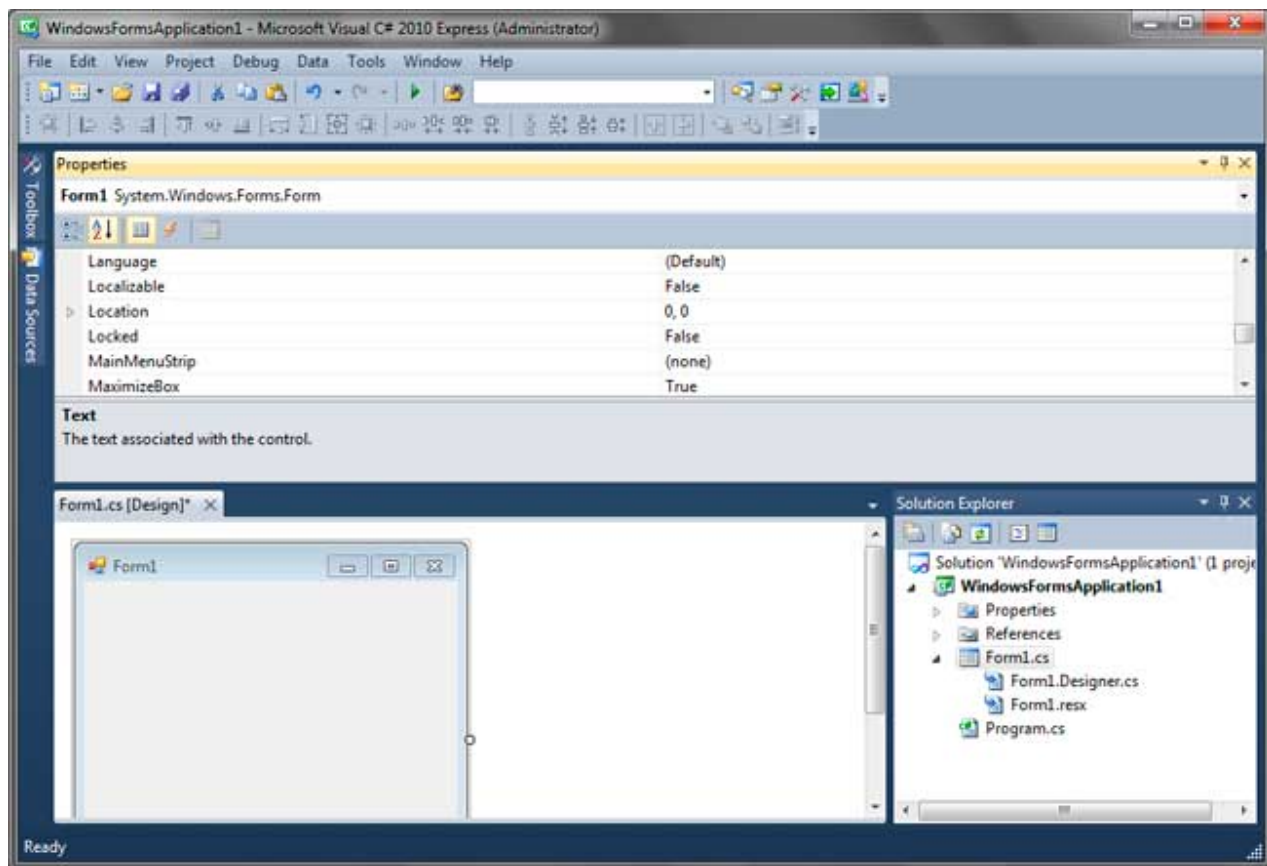 WindowsFormsApplication1 - Microsoft Visual C# 2010 Express (Administrator)
File Edit View Project Debug Data Tools Window Help
Toolbox
Data Sources
Properties
Form1 System.Windows.Forms.Form
Language (Default)
Localizable False
Location 0, 0
Locked False
MainMenuStrip (none)
MaximizeBox True
Text
The text associated with the control.
Form1.cs [Design]*
Form1
Solution Explorer
Solution 'WindowsFormsApplication1' (1 proje
WindowsFormsApplication1
Properties
References
Form1.cs
Form1.Designer.cs
Form1.resx
Program.cs
Ready